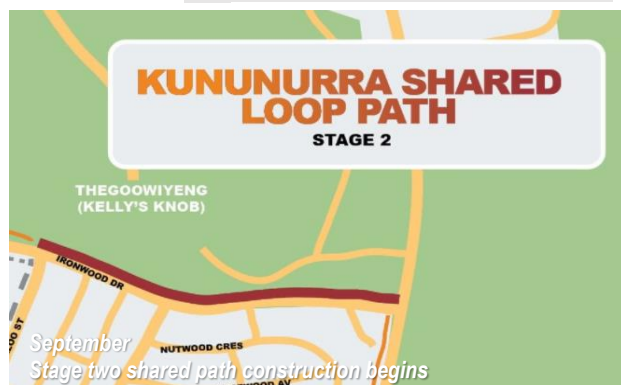 KUNUNURRA SHARED
LOOP PATH
STAGE 2
THEGOOWIYENG
(KELLY'S KNOB)
IRONWOOD DR
NUTWOOD CRES
September
Stage two shared path construction begins